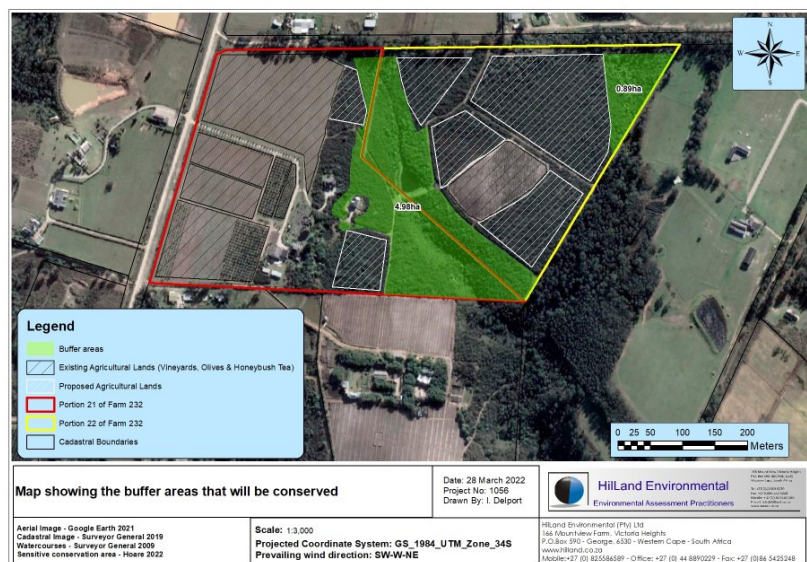 N
W E
S
0.89ha
4.98ha
Legend
Buffer areas
Existing Agricultural Lands (Vineyards, Olives & Honeybush Tea)
Proposed Agricultural Lands
Portion 21 of Farm 232
Portion 22 of Farm 232
Cadastral Boundaries
0 25 50 100 150 200
Meters
Map showing the buffer areas that will be conserved
Date: 28 March 2022
Project No: 1056
Drawn By: I. Delport
HilLand Environmental
Environmental Assessment Practitioners
Aerial Image - Google Earth 2021
Cadastral Image - Surveyor General 2019
Watercourses - Surveyor General 2009
Sensitive conservation area - Hoare 2022
Scale: 1:3,000
Projected Coordinate System: GS_1984_UTM_Zone_34S
Prevailing wind direction: SW-W-NE
HilLand Environmental (Pty) Ltd
166 Mountview Farm, Victoria Heights
P.O.Box 590 - George, 6530 - Western Cape - South Africa
www.hilland.co.za
Mobile:+27 (0) 825586589 - Office: +27 (0) 44 8890229 - Fax: +27 (0)86 5425248